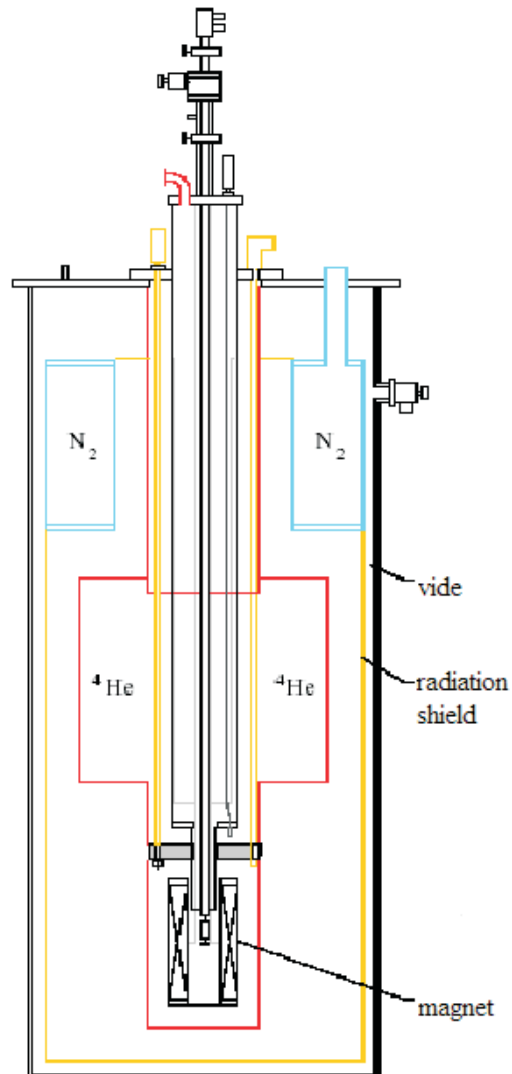 N₂
N₂
vide
⁴He
⁴He
radiation
shield
magnet